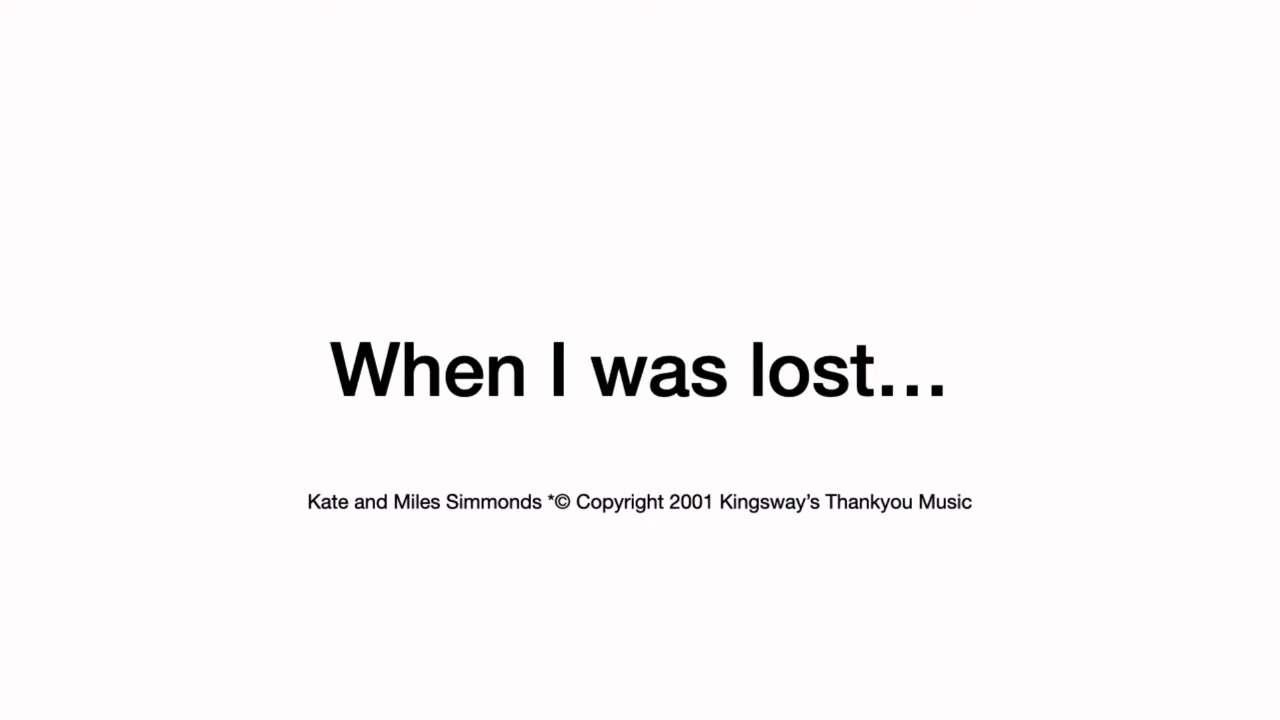 When I was lost…
Kate and Miles Simmonds *© Copyright 2001 Kingsway’s Thankyou Music